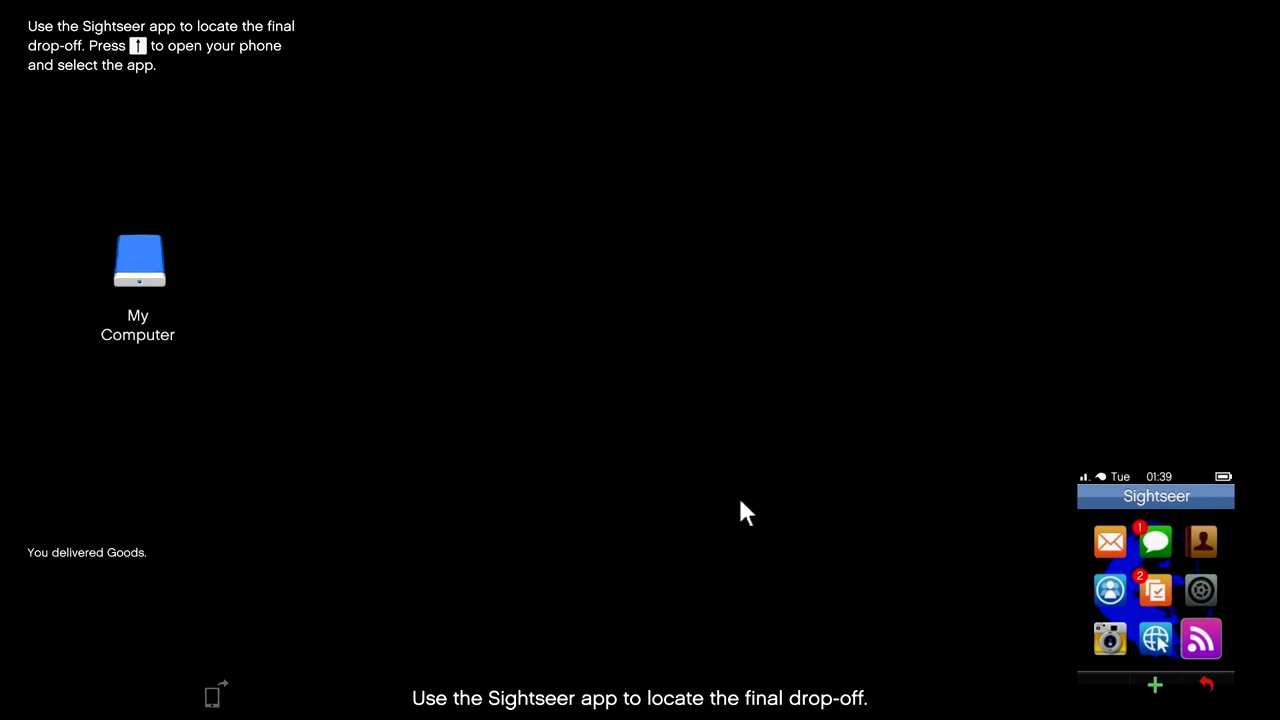 Use the Sightseer app to locate the final
drop-off. Press ↑ to open your phone
and select the app.
My
Computer
Tue 01:39
Sightseer
1
2
You delivered Goods.
Use the Sightseer app to locate the final drop-off.